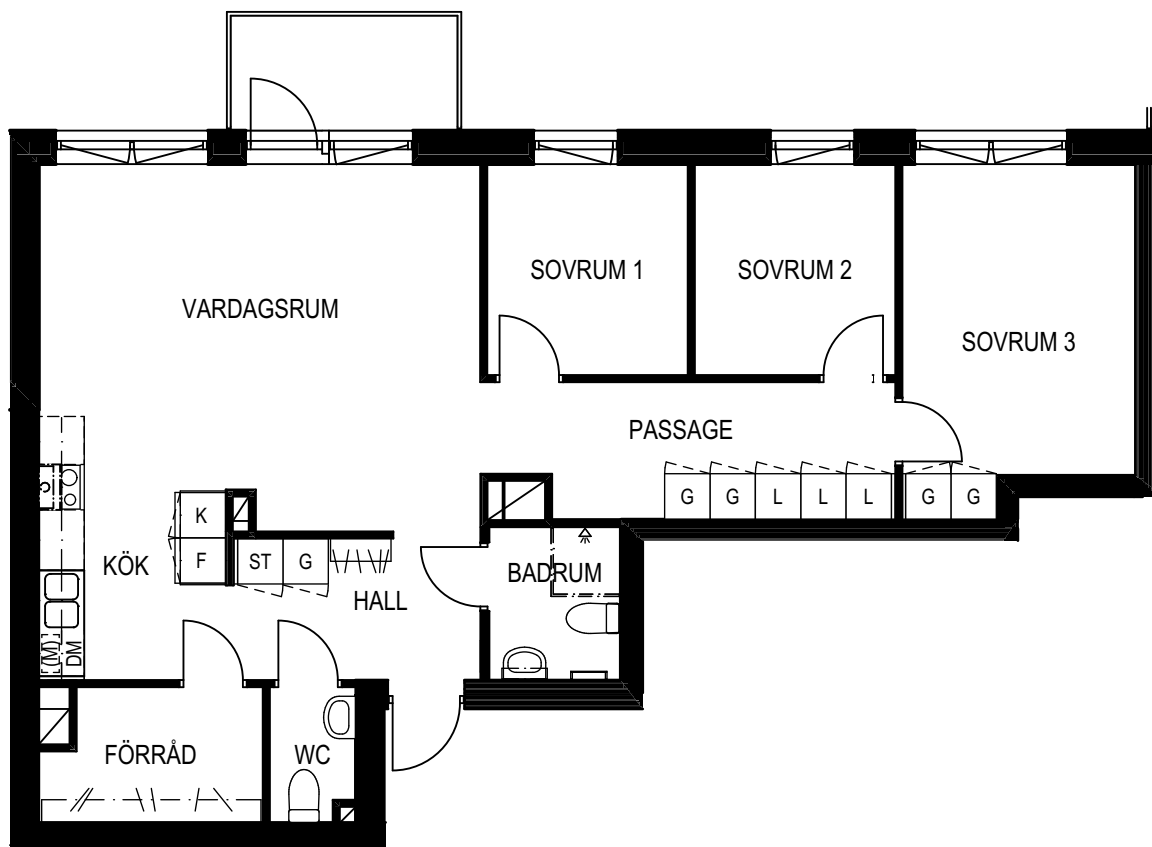 SOVRUM 1
SOVRUM 2
VARDAGSRUM
SOVRUM 3
PASSAGE
G G L L L G G
K
F
ST G
KÖK
BADRUM
HALL
(M)
DM
FÖRRÅD
WC